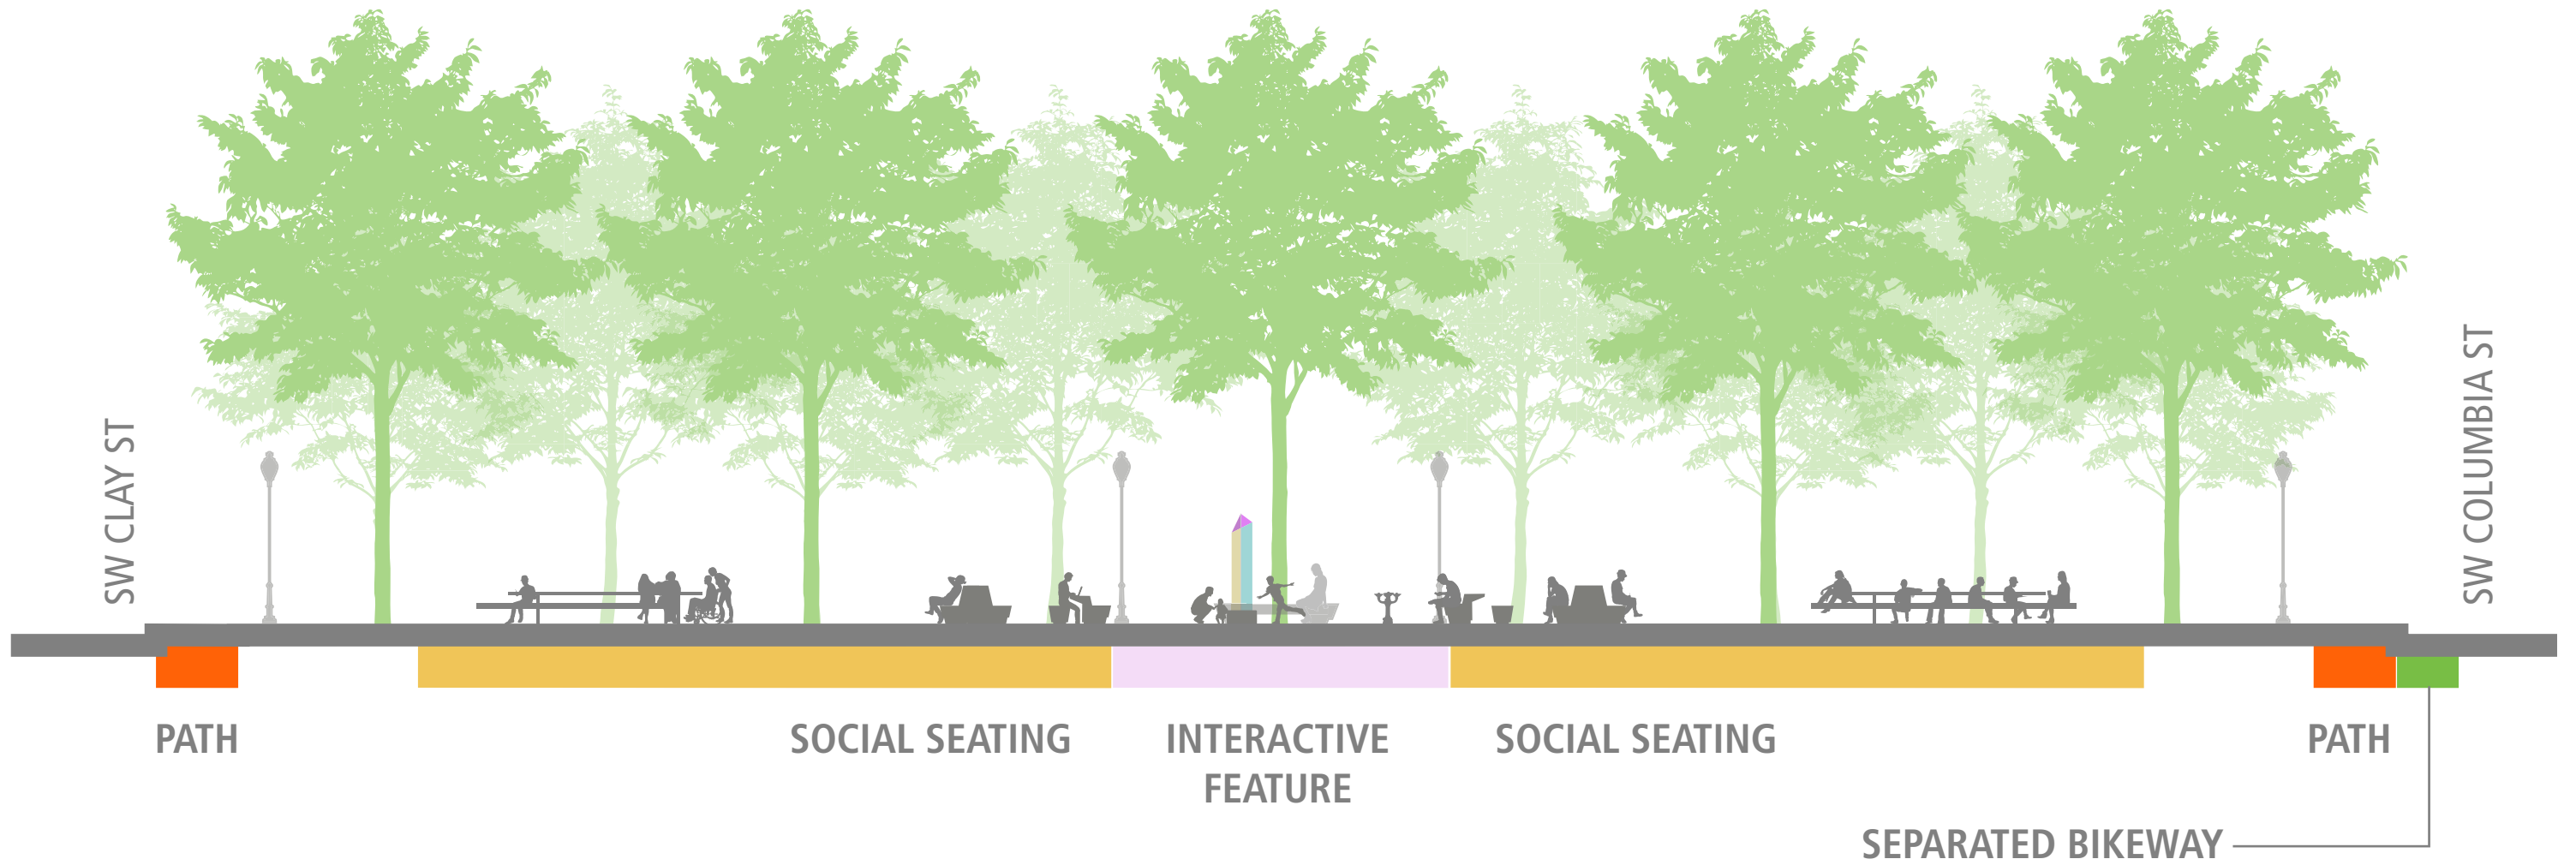 SW CLAY ST
SW COLUMBIA ST
PATH
SOCIAL SEATING
INTERACTIVE
FEATURE
SOCIAL SEATING
PATH
SEPARATED BIKEWAY